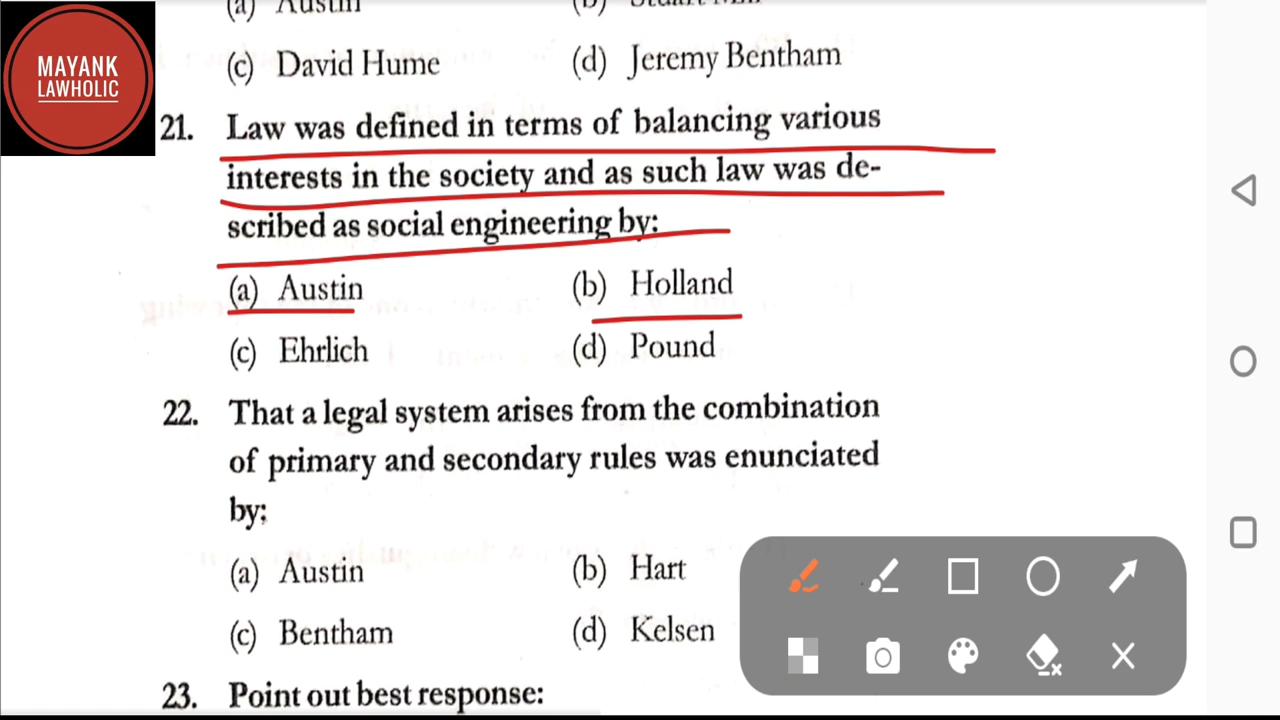 MAYANK
LAWHOLIC
(a) Austin
(c) David Hume (d) Jeremy Bentham
21. Law was defined in terms of balancing various
interests in the society and as such law was de-
scribed as social engineering by:
(a) Austin (b) Holland
(c) Ehrlich (d) Pound
22. That a legal system arises from the combination
of primary and secondary rules was enunciated
by:
(a) Austin (b) Hart
(c) Bentham (d) Kelsen
23. Point out best response: